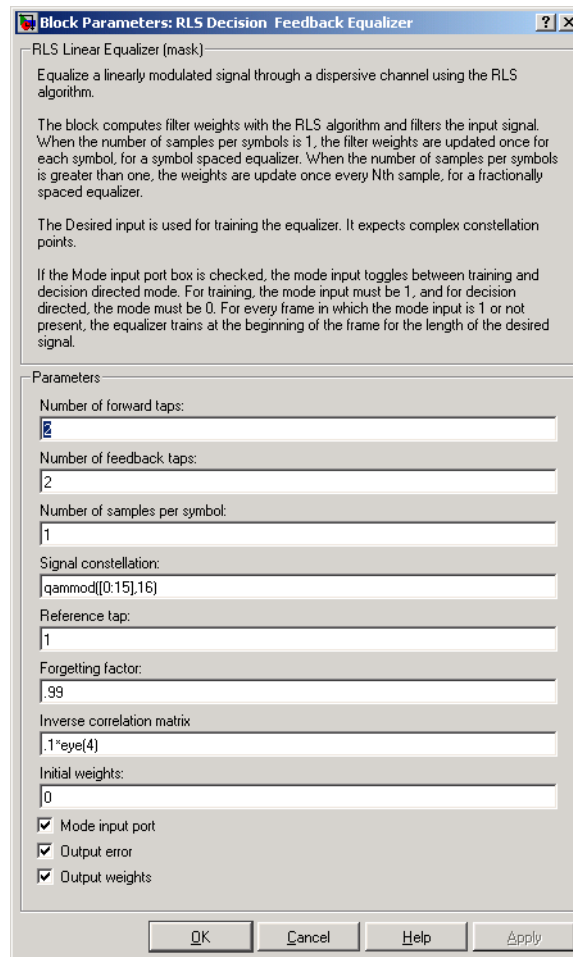 Block Parameters: RLS Decision  Feedback Equalizer
RLS Linear Equalizer (mask)
Equalize a linearly modulated signal through a dispersive channel using the RLS
algorithm.
The block computes filter weights with the RLS algorithm and filters the input signal.
When the number of samples per symbols is 1, the filter weights are updated once for
each symbol, for a symbol spaced equalizer. When the number of samples per symbols
is greater than one, the weights are update once every Nth sample, for a fractionally
spaced equalizer.
The Desired input is used for training the equalizer. It expects complex constellation
points.
If the Mode input port box is checked, the mode input toggles between training and
decision directed mode. For training, the mode input must be 1, and for decision
directed, the mode must be 0. For every frame in which the mode input is 1 or not
present, the equalizer trains at the beginning of the frame for the length of the desired
signal.
Parameters
Number of forward taps:
2
Number of feedback taps:
2
Number of samples per symbol:
1
Signal constellation:
qammod([0:15],16)
Reference tap:
1
Forgetting factor:
.99
Inverse correlation matrix
.1*eye(4)
Initial weights:
0
Mode input port
Output error
Output weights
OK Cancel Help Apply